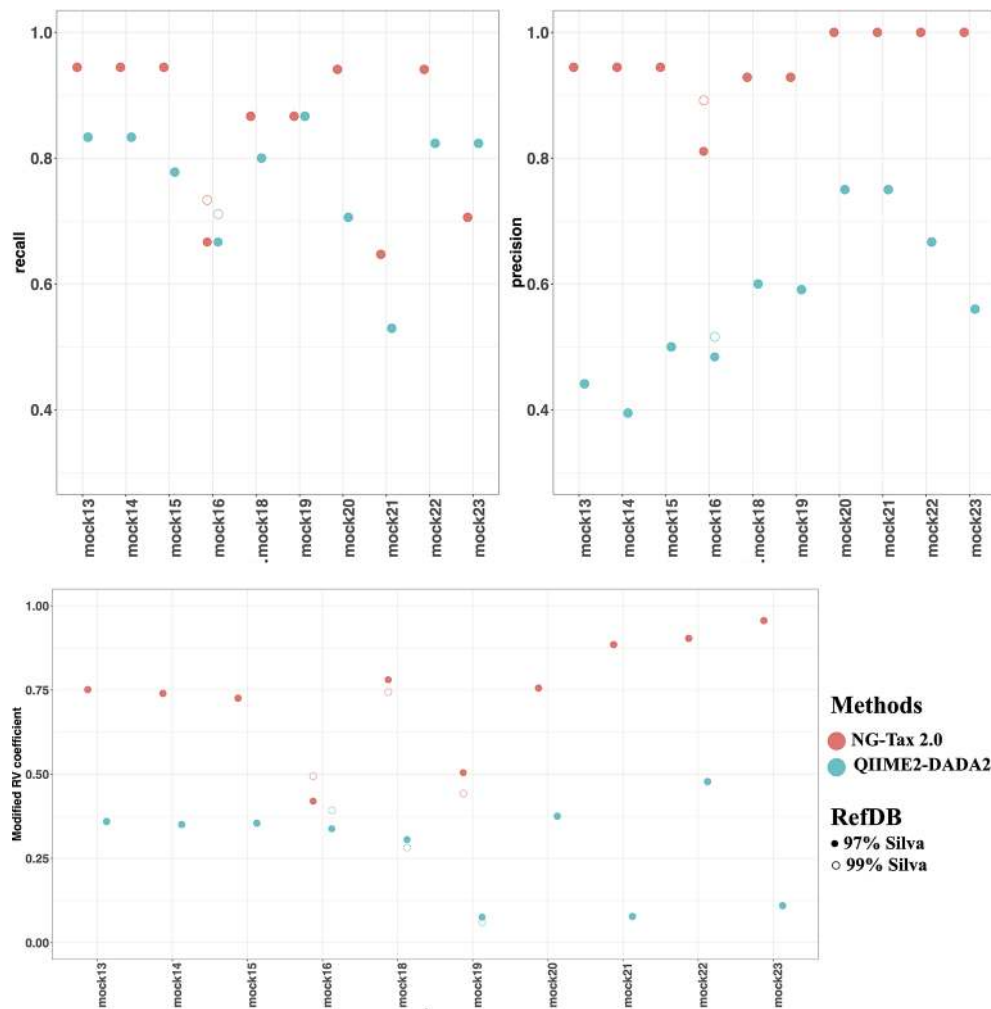 1.0
0.8
0.6
0.4
recall
mock13
mock14
mock15
mock16
.mock18
mock19
mock20
mock21
mock22
mock23
1.0
0.8
0.6
0.4
precision
mock13
mock14
mock15
mock16
.mock18
mock19
mock20
mock21
mock22
mock23
1.00
0.75
0.50
0.25
0.00
Modified RV coefficient
mock13
mock14
mock15
mock16
mock18
mock19
mock20
mock21
mock22
mock23
Methods
NG-Tax 2.0
QIIME2-DADA2
RefDB
97% Silva
99% Silva